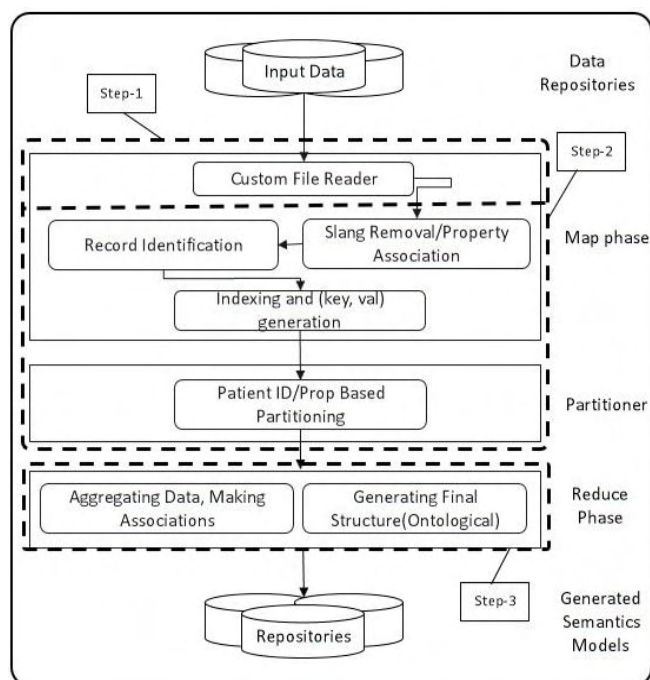 Input Data
Data
Repositories
Step-1
Step-2
Custom File Reader
Map phase
Record Identification
Slang Removal/Property
Association
Indexing and (key, val)
generation
Patient ID/Prop Based
Partitioning
Partitioner
Aggregating Data, Making
Associations
Generating Final
Structure(Ontological)
Reduce
Phase
Step-3
Repositories
Generated
Semantics
Models